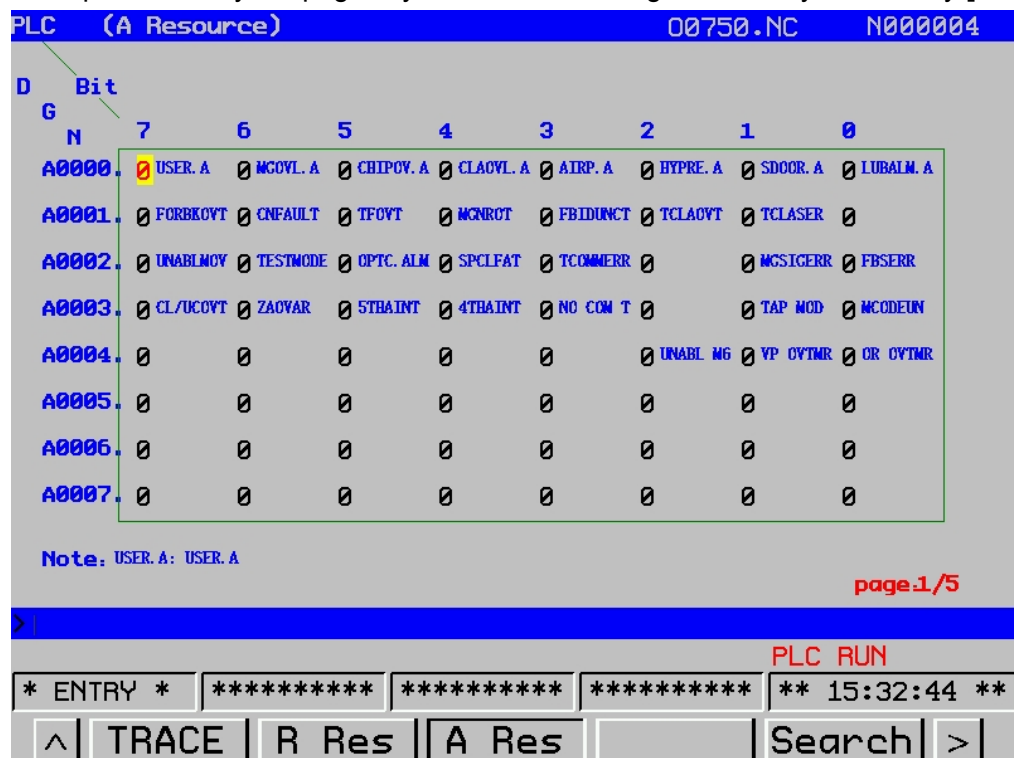 PLC (A Resource) O0750.NC N000004
D Bit
G
N 7 6 5 4 3 2 1 0
A0000. 0 USER.A 0 MGOVL.A 0 CHIPOV.A 0 CLAOVL.A 0 AIRP.A 0 HYPRE.A 0 SDOOR.A 0 LUBALM.A
A0001. 0 FORBKOVT 0 CNFAULT 0 TFOVT 0 MGNROT 0 FBIDUNCT 0 TCLAOVT 0 TCLASER 0
A0002. 0 UNABLMOV 0 TESTMODE 0 OPTC.ALM 0 SPCLFAT 0 TCOMMERR 0 0 MGSIGERR 0 FBSERR
A0003. 0 CL/UCOVT 0 ZAOVAR 0 5THAINT 0 4THAINT 0 NO COM T 0 0 TAP MOD 0 MCODEUN
A0004. 0 0 0 0 0 0 UNABL M6 0 VP OVTMR 0 OR OVTMR
A0005. 0 0 0 0 0 0 0 0
A0006. 0 0 0 0 0 0 0 0
A0007. 0 0 0 0 0 0 0 0
Note: USER.A: USER.A
page:1/5
>
PLC RUN
* ENTRY * ********** ********** ********** ** 15:32:44 **
^ TRACE R Res A Res Search >